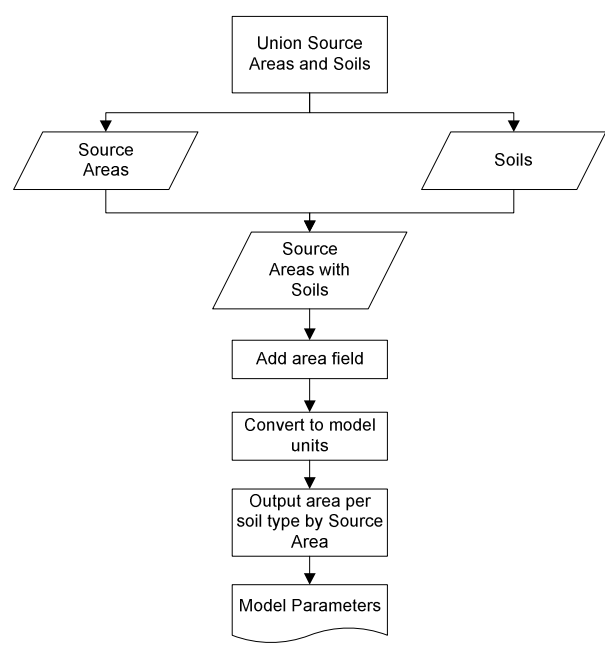 Union Source
Areas and Soils
Source
Areas
Soils
Source
Areas with
Soils
Add area field
Convert to model
units
Output area per
soil type by Source
Area
Model Parameters